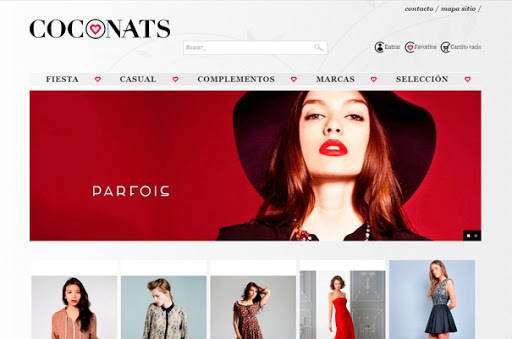 contacto / mapa sitio /
COCONATS
Buscar_
Entrar Favoritos Carrito vacío
FIESTA CASUAL COMPLEMENTOS MARCAS SELECCIÓN
PARFOIS